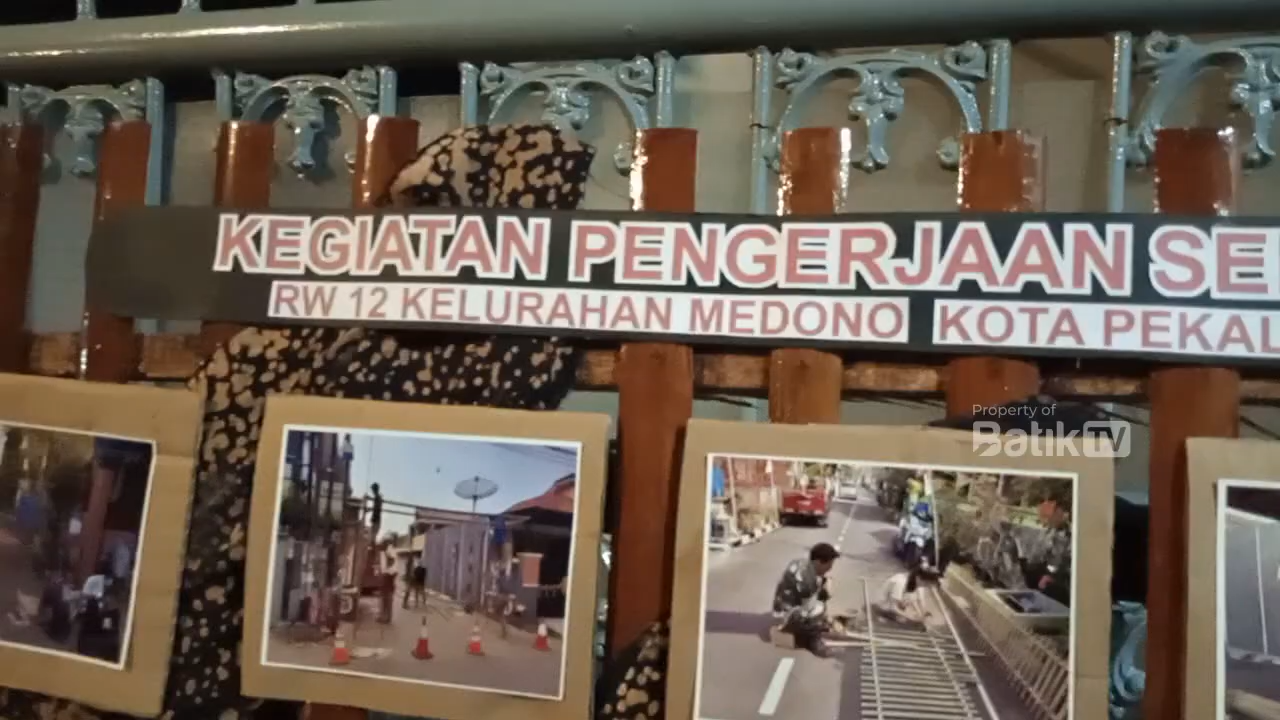 KEGIATAN PENGERJAAN SE
RW 12 KELURAHAN MEDONO KOTA PEKAL
Property of
BatikTV